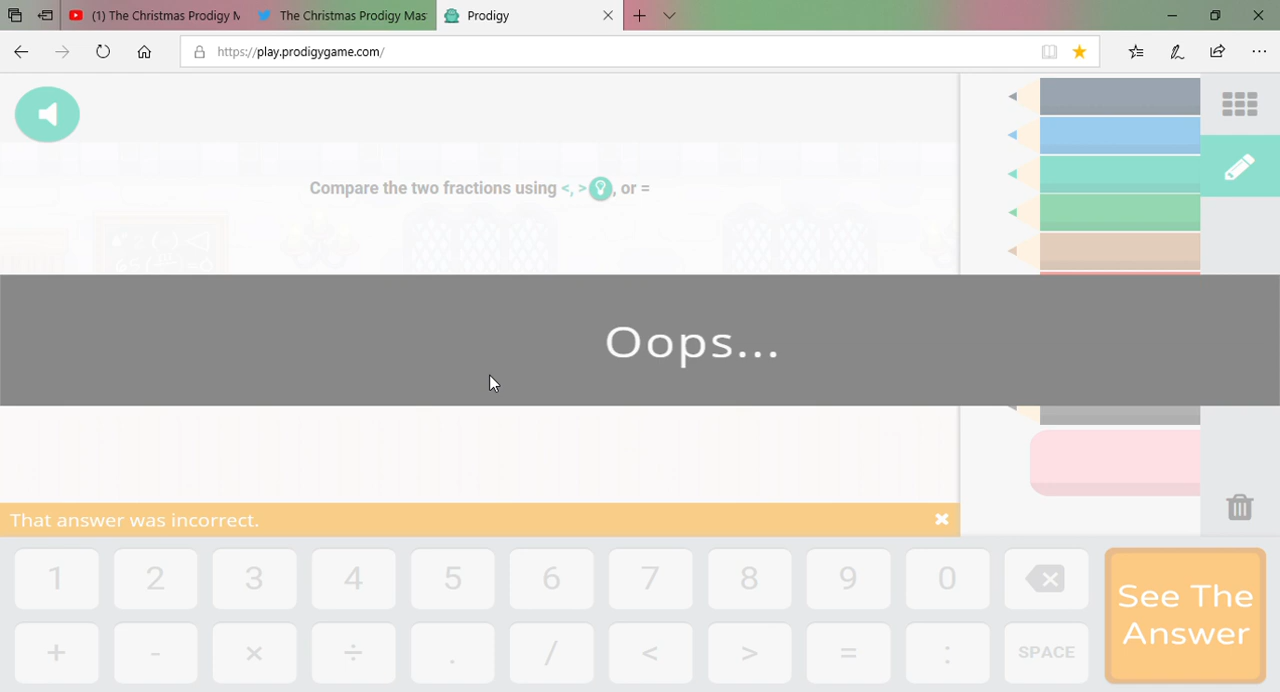 (1) The Christmas Prodigy M
The Christmas Prodigy Mas
Prodigy
https://play.prodigygame.com/
Compare the two fractions using <, > , or =
Oops...
That answer was incorrect.
1 2 3 4 5 6 7 8 9 0
+ - × ÷ . / < > = : SPACE
See The
Answer